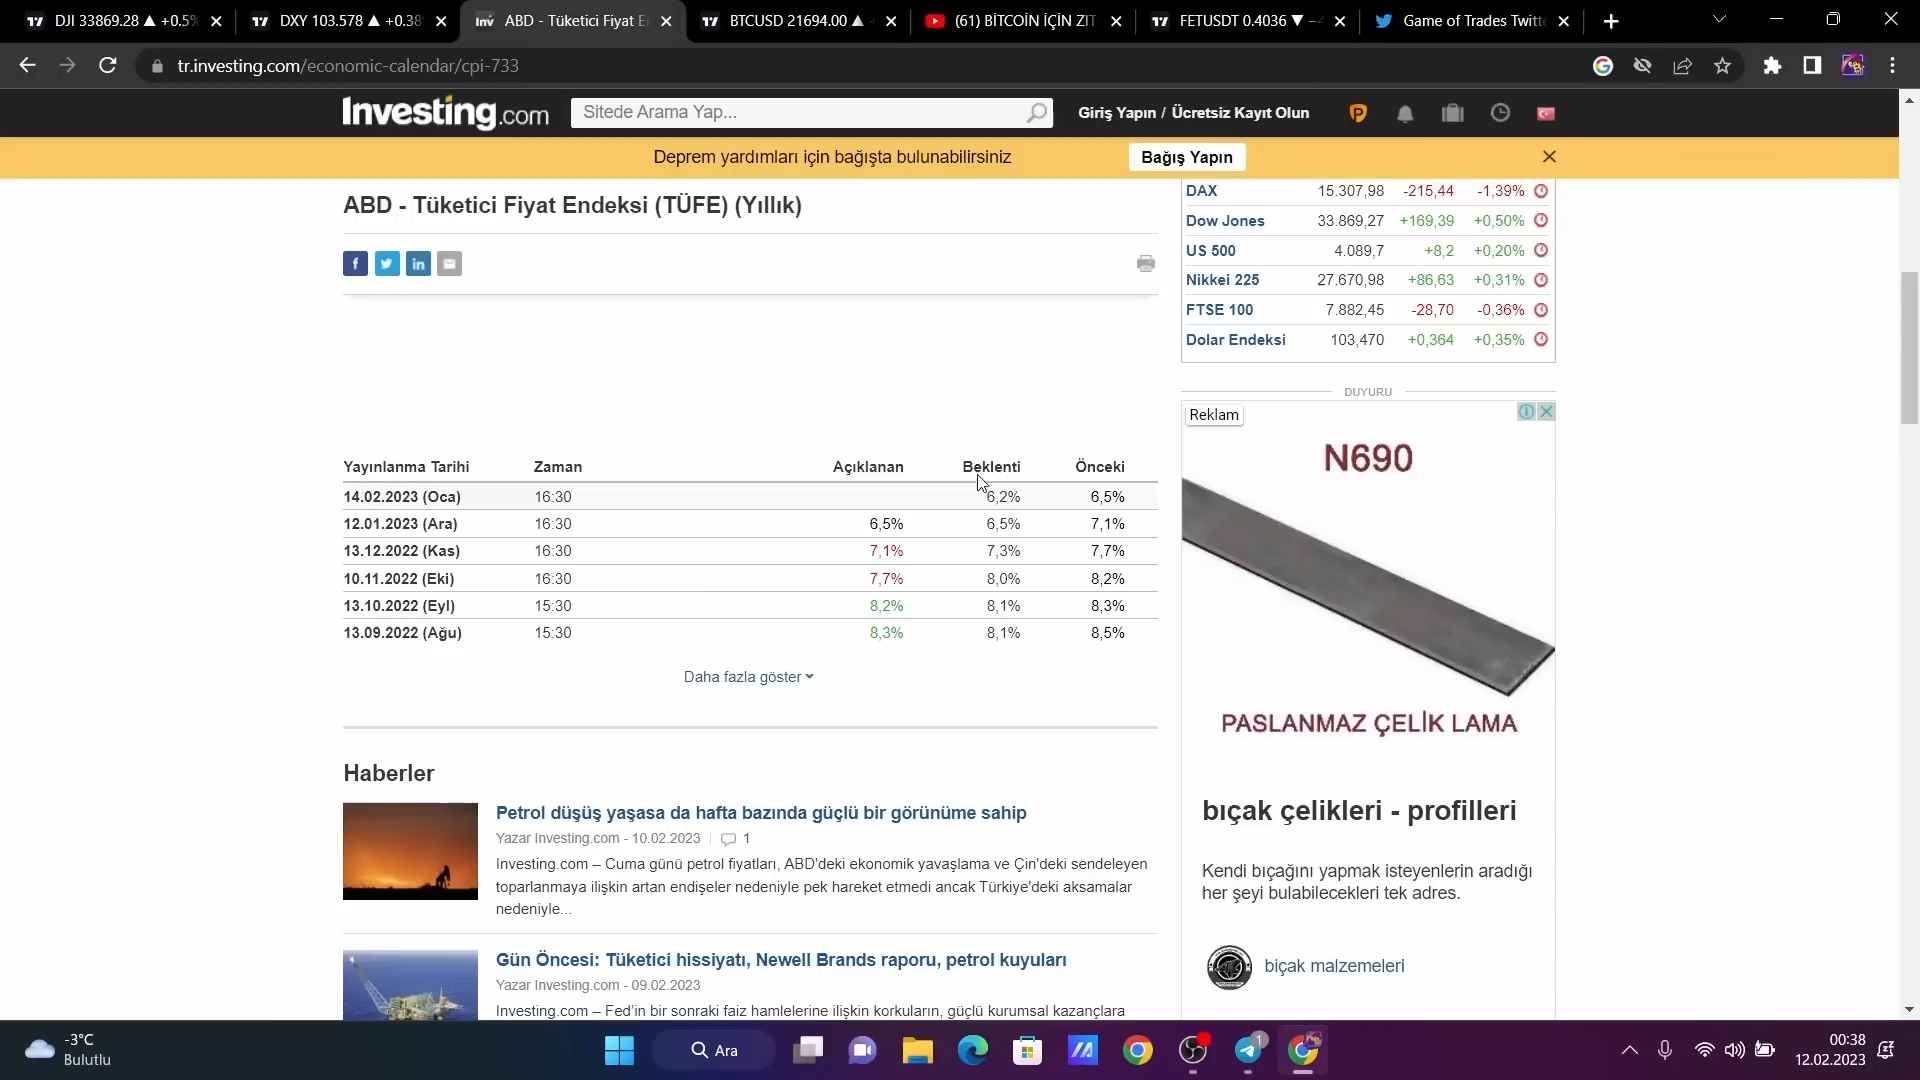 DJI 33869.28 ▲ +0.5%
DXY 103.578 ▲ +0.38
Inv ABD - Tüketici Fiyat E
BTCUSD 21694.00 ▲
(61) BİTCOİN İÇİN ZIT
FETUSDT 0.4036 ▼
Game of Trades Twitt
tr.investing.com/economic-calendar/cpi-733
Investing.com
Sitede Arama Yap...
Giriş Yapın / Ücretsiz Kayıt Olun
Deprem yardımları için bağışta bulunabilirsiniz
Bağış Yapın
ABD - Tüketici Fiyat Endeksi (TÜFE) (Yıllık)
DAX 15.307,98 -215,44 -1,39%
Dow Jones 33.869,27 +169,39 +0,50%
US 500 4.089,7 +8,2 +0,20%
Nikkei 225 27.670,98 +86,63 +0,31%
FTSE 100 7.882,45 -28,70 -0,36%
Dolar Endeksi 103,470 +0,364 +0,35%
Yayınlanma Tarihi Zaman Açıklanan Beklenti Önceki
14.02.2023 (Oca) 16:30 6,2% 6,5%
12.01.2023 (Ara) 16:30 6,5% 6,5% 7,1%
13.12.2022 (Kas) 16:30 7,1% 7,3% 7,7%
10.11.2022 (Eki) 16:30 7,7% 8,0% 8,2%
13.10.2022 (Eyl) 15:30 8,2% 8,1% 8,3%
13.09.2022 (Ağu) 15:30 8,3% 8,1% 8,5%
Daha fazla göster
Haberler
Petrol düşüş yaşasa da hafta bazında güçlü bir görünüme sahip
Yazar Investing.com - 10.02.2023 1
Investing.com – Cuma günü petrol fiyatları, ABD'deki ekonomik yavaşlama ve Çin'deki sendeleyen
toparlanmaya ilişkin artan endişeler nedeniyle pek hareket etmedi ancak Türkiye'deki aksamalar
nedeniyle...
Gün Öncesi: Tüketici hissiyatı, Newell Brands raporu, petrol kuyuları
Yazar Investing.com - 09.02.2023
Investing.com – Fed'in bir sonraki faiz hamlelerine ilişkin korkuların, güçlü kurumsal kazançlara
DUYURU
Reklam
N690
PASLANMAZ ÇELİK LAMA
bıçak çelikleri - profilleri
Kendi bıçağını yapmak isteyenlerin aradığı
her şeyi bulabilecekleri tek adres.
biçak malzemeleri
-3°C
Bulutlu
Ara
1
00:38
12.02.2023